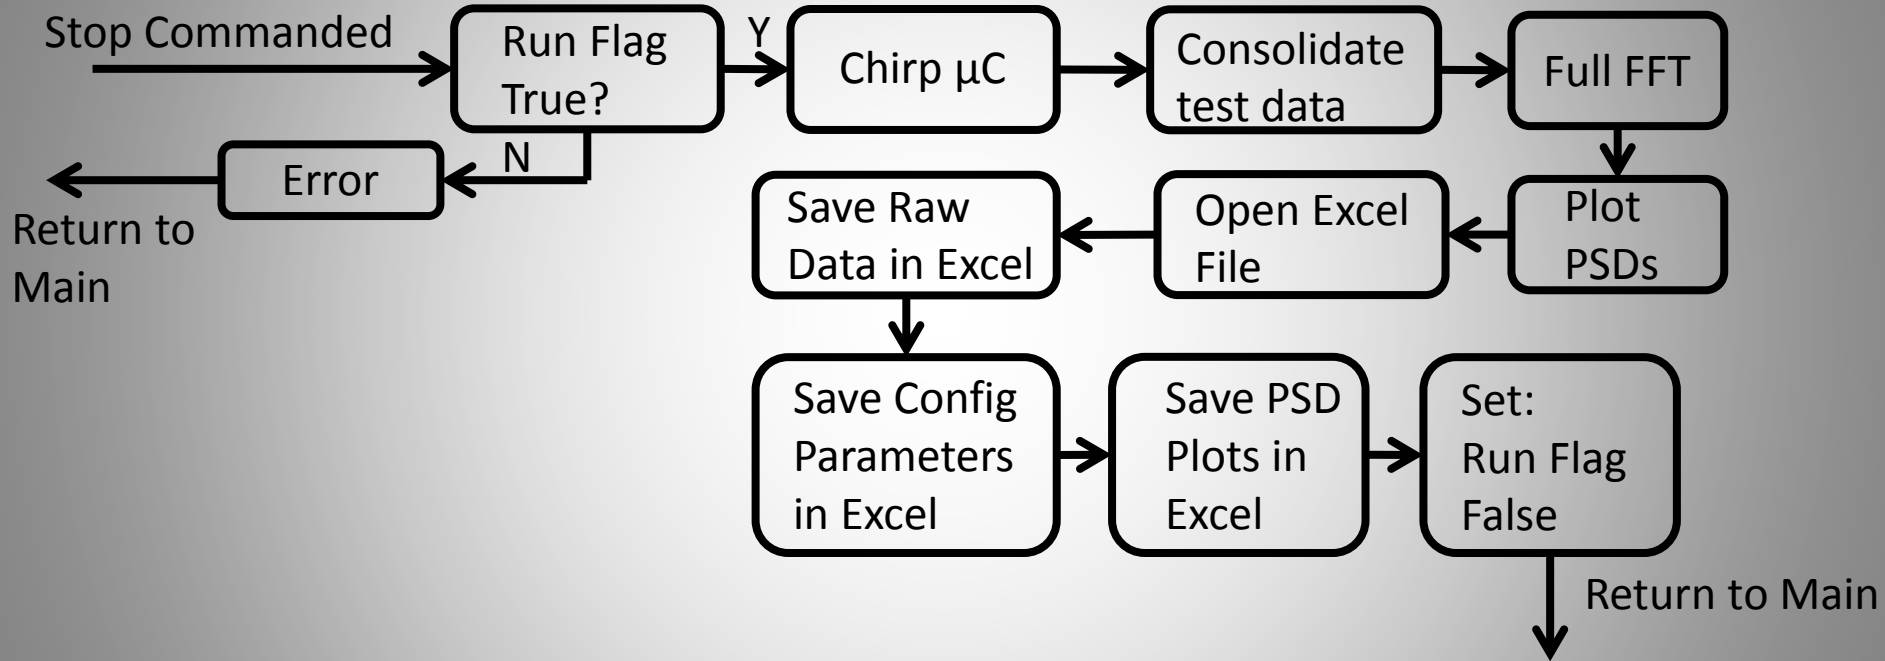 Stop Commanded
Run Flag
True?
Y
Chirp µC
Consolidate
test data
Full FFT
N
Error
Return to
Main
Save Raw
Data in Excel
Open Excel
File
Plot
PSDs
Save Config
Parameters
in Excel
Save PSD
Plots in
Excel
Set:
Run Flag
False
Return to Main